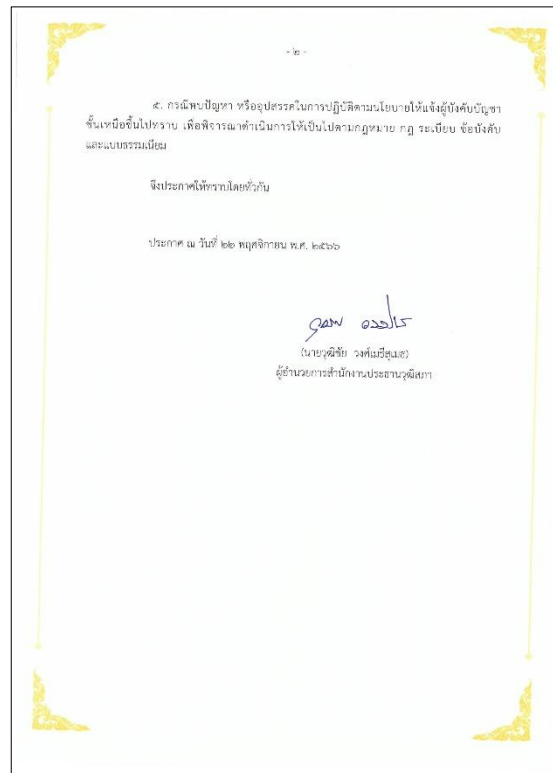 - ๒ -
๕. กรณีพบปัญหา หรืออุปสรรคในการปฏิบัติตามนโยบายให้แจ้งผู้บังคับบัญชา
ชั้นเหนือขึ้นไปทราบ เพื่อพิจารณาดำเนินการให้เป็นไปตามกฎหมาย กฎ ระเบียบ ข้อบังคับ
และแบบธรรมเนียม
จึงประกาศให้ทราบโดยทั่วกัน
ประกาศ ณ วันที่ ๒๒ พฤศจิกายน พ.ศ. ๒๕๖๖
(นายวุฒิชัย วงศ์เมธีสุเมธ)
ผู้อำนวยการสำนักงานประธานวุฒิสภา